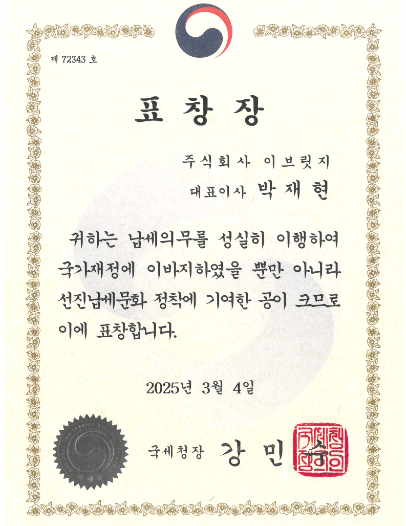 제 72343 호
표 창 장
주식회사 이브릿지
대표이사 박 재 현
귀하는 납세의무를 성실히 이행하여
국가재정에 이바지하였을 뿐만 아니라
선진납세문화 정착에 기여한 공이 크므로
이에 표창합니다.
2025년 3월 4일
국세청장 강 민 수